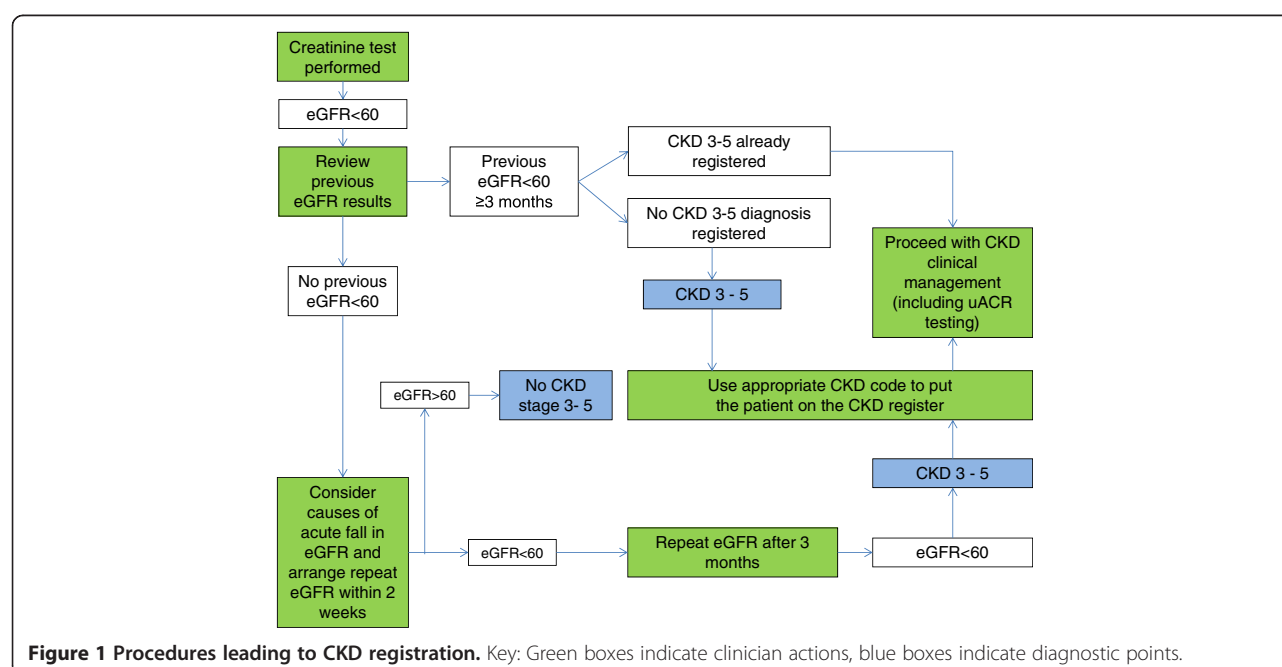 Creatinine test
performed
eGFR<60
Review
previous
eGFR results
Previous
eGFR<60
≥3 months
CKD 3-5 already
registered
No CKD 3-5 diagnosis
registered
CKD 3 - 5
Proceed with CKD
clinical
management
(including uACR
testing)
No previous
eGFR<60
eGFR>60
No CKD
stage 3- 5
Use appropriate CKD code to put
the patient on the CKD register
CKD 3 - 5
Consider
causes of
acute fall in
eGFR and
arrange repeat
eGFR within 2
weeks
eGFR<60
Repeat eGFR after 3
months
eGFR<60
Figure 1 Procedures leading to CKD registration. Key: Green boxes indicate clinician actions, blue boxes indicate diagnostic points.